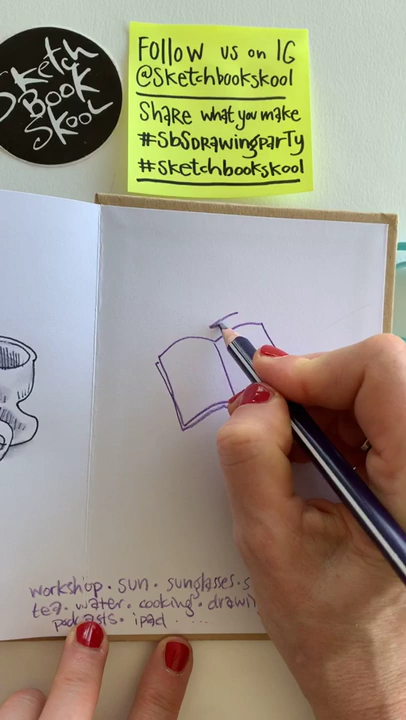 Sketch
Book
Skool
Follow us on IG
@Sketchbookskool
Share what you make
#SbSDrawingParty
#Sketchbookskool
workshop · sun · sunglasses · s
tea · water · cooking · drawin
podcasts · ipad · ...